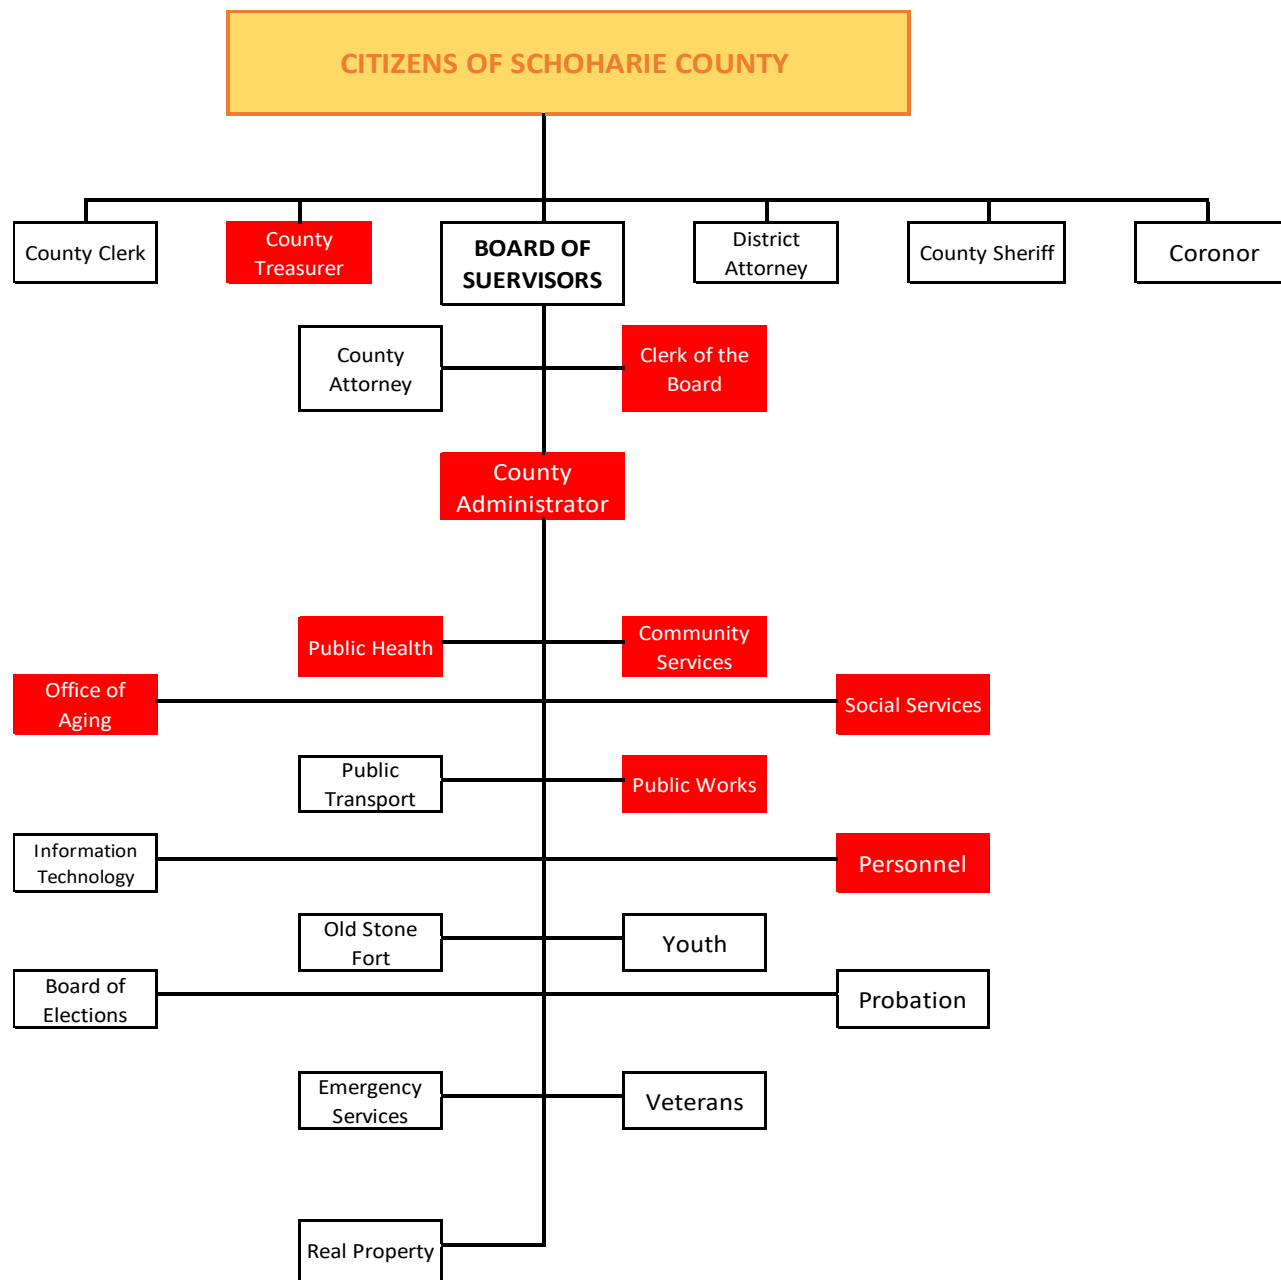 CITIZENS OF SCHOHARIE COUNTY
County Clerk
County
Treasurer
BOARD OF
SUERVISORS
District
Attorney
County Sheriff
Coronor
County
Attorney
Clerk of the
Board
County
Administrator
Public Health
Community
Services
Office of
Aging
Social Services
Public
Transport
Public Works
Information
Technology
Personnel
Old Stone
Fort
Youth
Board of
Elections
Probation
Emergency
Services
Veterans
Real Property